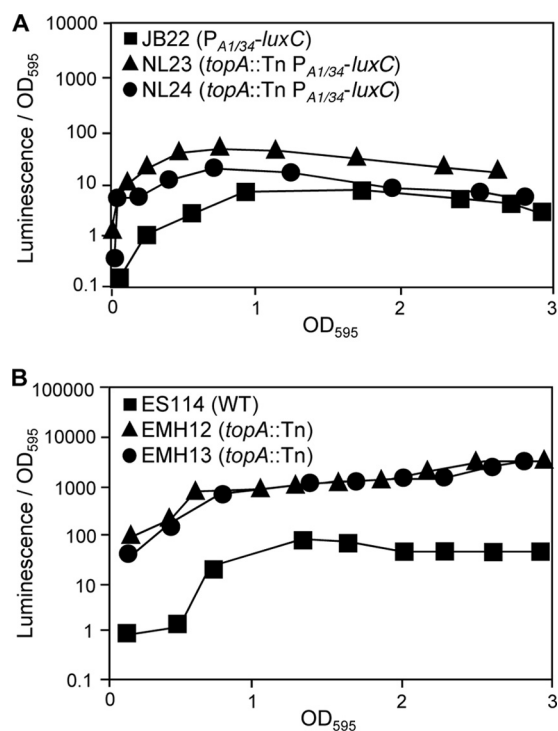 A
10000
1000
100
10
1
0.1
Luminescence / OD595
JB22 (PA1/34-luxC)
NL23 (topA::Tn PA1/34-luxC)
NL24 (topA::Tn PA1/34-luxC)
0 1 2 3
OD595
B
100000
10000
1000
100
10
1
0.1
Luminescence / OD595
ES114 (WT)
EMH12 (topA::Tn)
EMH13 (topA::Tn)
0 1 2 3
OD595